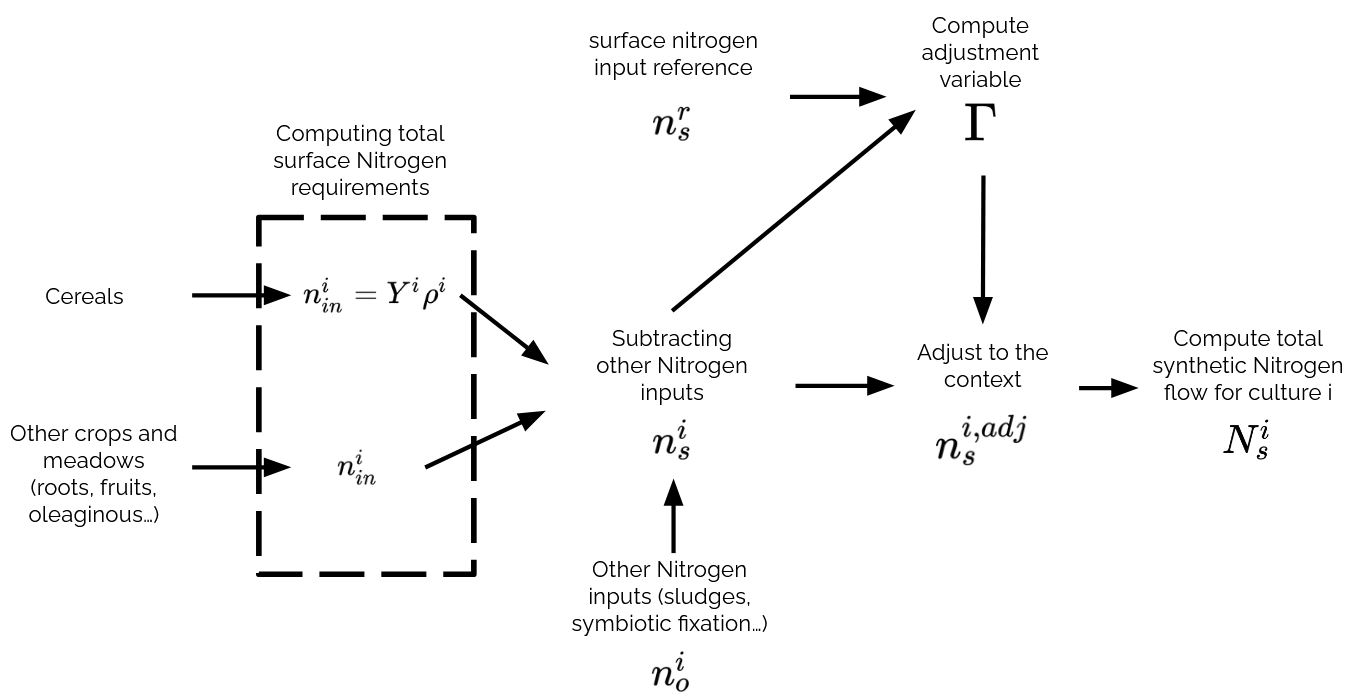 surface nitrogen
input reference
n_s^r
Compute
adjustment
variable
Γ
Computing total
surface Nitrogen
requirements
Cereals
n_{in}^i = Y^i ρ^i
Other crops and
meadows
(roots, fruits,
oleaginous…)
n_{in}^i
Subtracting
other Nitrogen
inputs
n_s^i
Other Nitrogen
inputs (sludges,
symbiotic fixation…)
n_o^i
Adjust to the
context
n_s^{i,adj}
Compute total
synthetic Nitrogen
flow for culture i
N_s^i